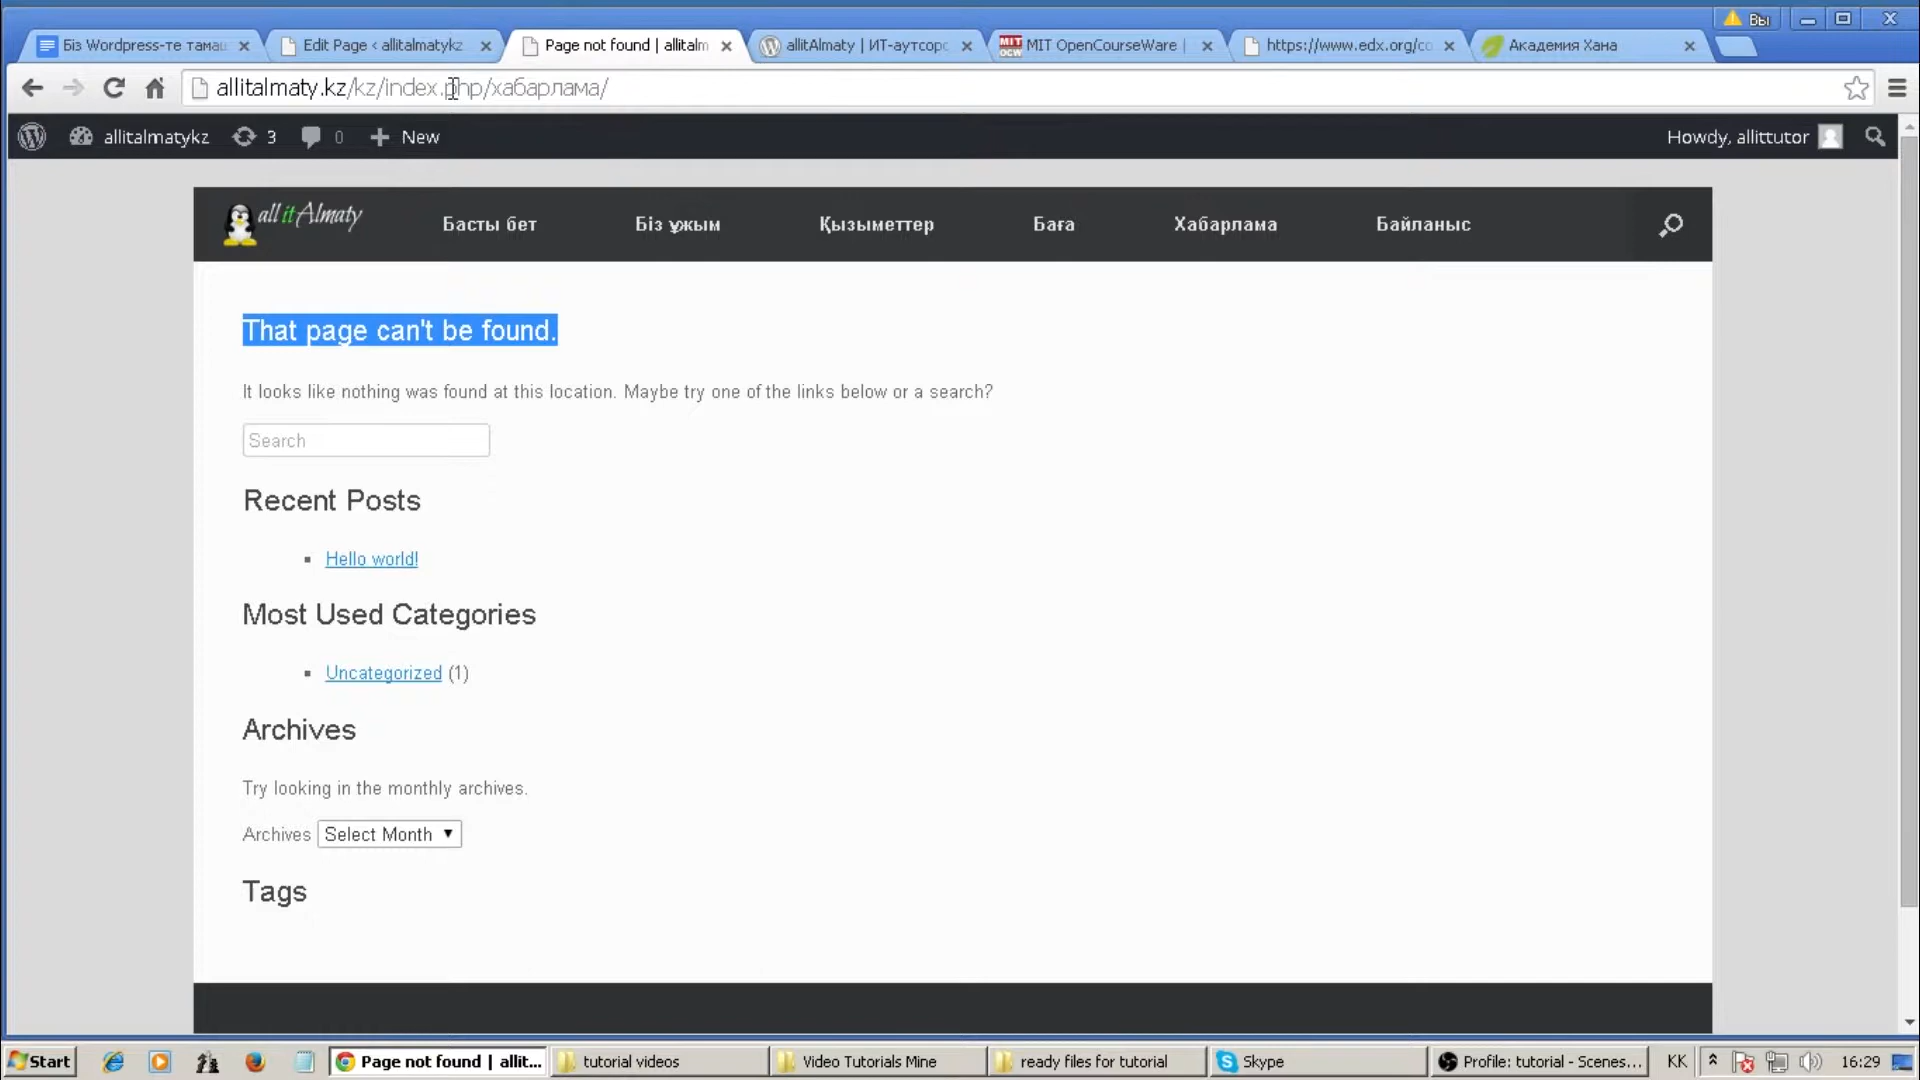 Вы
Біз Wordpress-те тамаш
Edit Page ‹ allitalmatykz
Page not found | allitalm
allitAlmaty | ИТ-аутсорс
MIT OpenCourseWare |
https://www.edx.org/co
Академия Хана
allitalmaty.kz/kz/index.php/хабарлама/
allitalmatykz
3
0
New
Howdy, allittutor
all it Almaty
Басты бет
Біз ұжым
Қызыметтер
Баға
Хабарлама
Байланыс
That page can't be found.
It looks like nothing was found at this location. Maybe try one of the links below or a search?
Search
Recent Posts
Hello world!
Most Used Categories
Uncategorized (1)
Archives
Try looking in the monthly archives.
Archives Select Month
Tags
Start
Page not found | allit...
tutorial videos
Video Tutorials Mine
ready files for tutorial
Skype
Profile: tutorial - Scenes...
KK
16:29